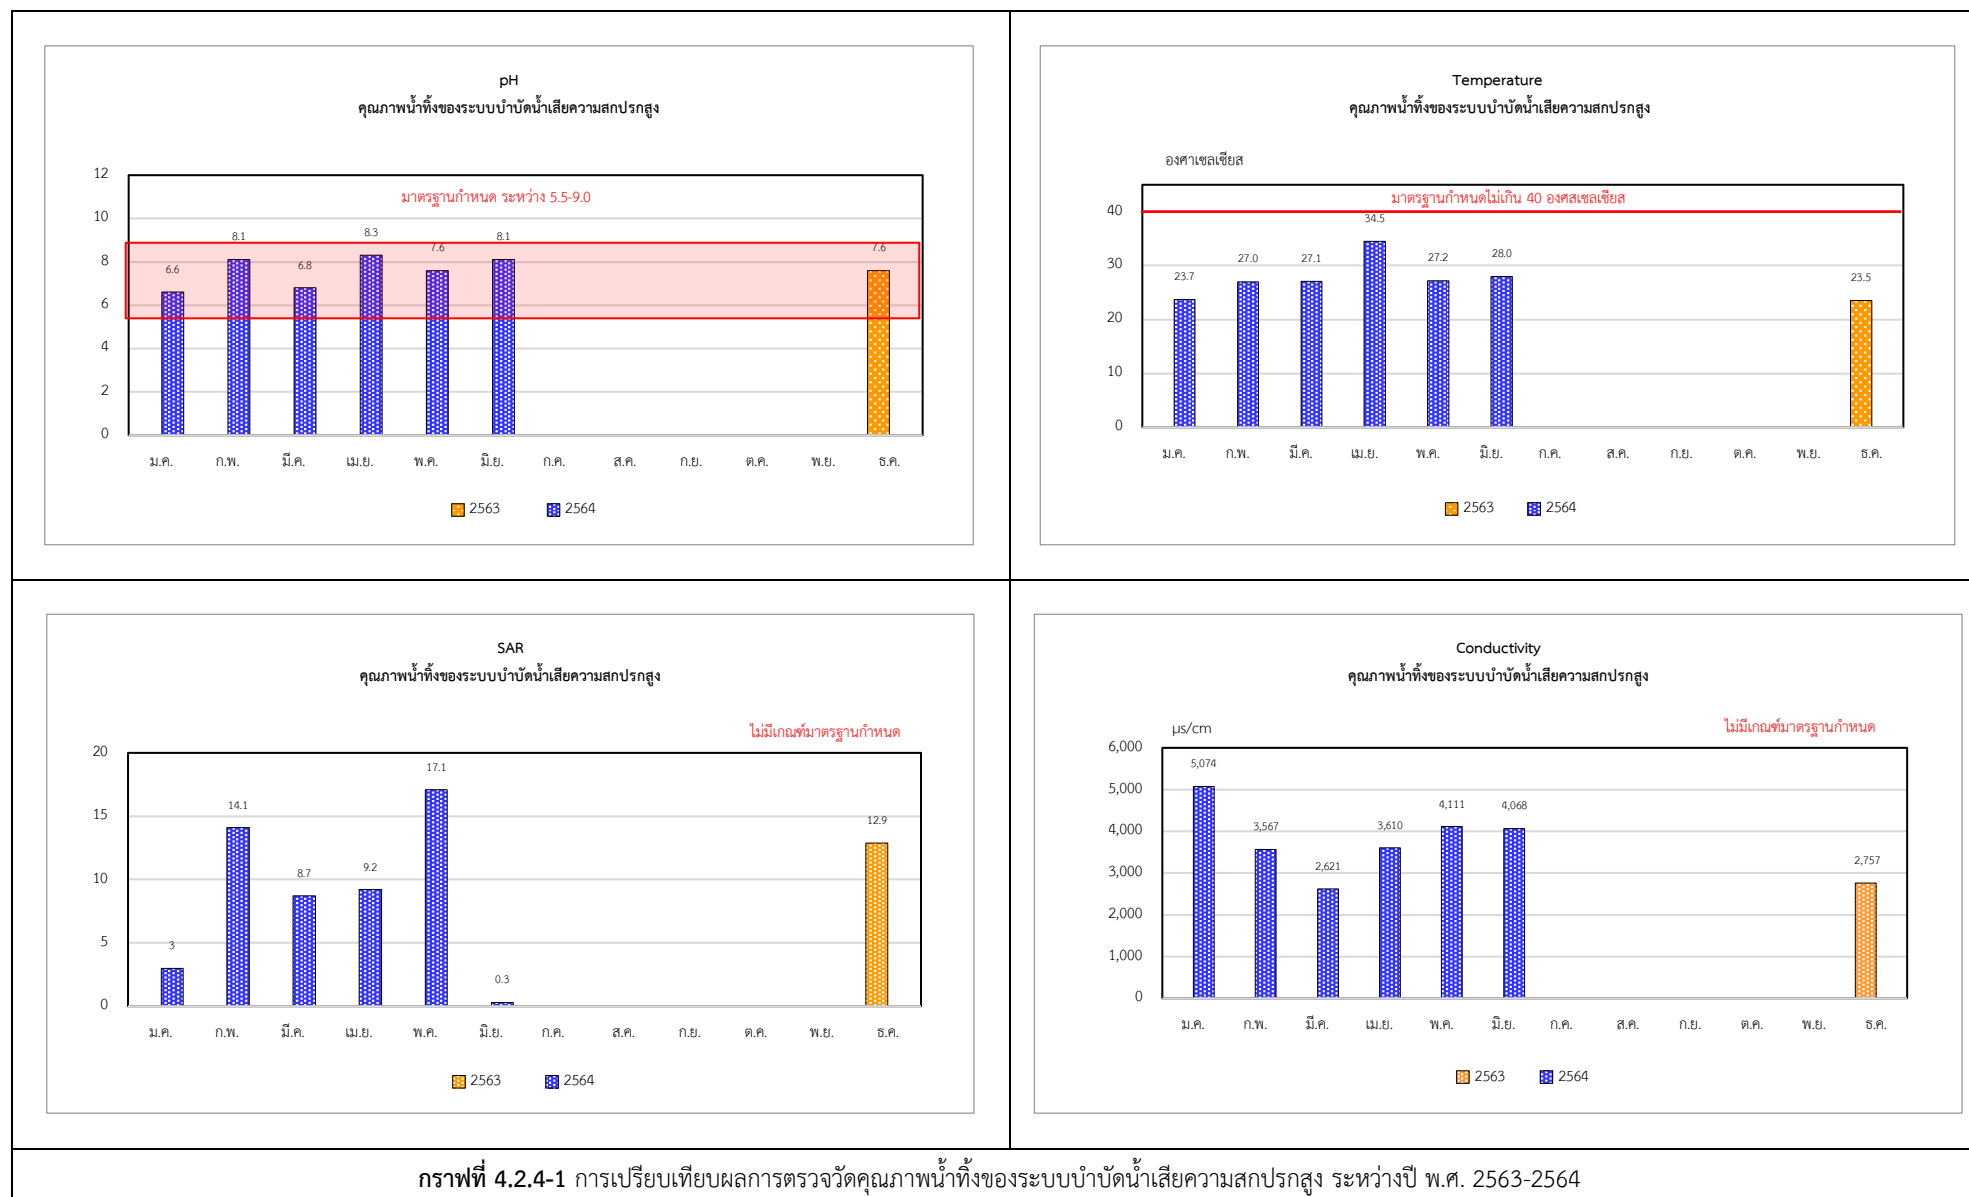 pH
คุณภาพน้ำทิ้งของระบบบำบัดน้ำเสียความสกปรกสูง
มาตรฐานกำหนด ระหว่าง 5.5-9.0
12
10
8
6
4
2
0
6.6
8.1
6.8
8.3
7.6
8.1
7.6
ม.ค. ก.พ. มี.ค. เม.ย. พ.ค. มิ.ย. ก.ค. ส.ค. ก.ย. ต.ค. พ.ย. ธ.ค.
2563 2564
Temperature
คุณภาพน้ำทิ้งของระบบบำบัดน้ำเสียความสกปรกสูง
องศาเซลเซียส
มาตรฐานกำหนดไม่เกิน 40 องศสเซลเซียส
40
30
20
10
0
23.7
27.0
27.1
34.5
27.2
28.0
23.5
ม.ค. ก.พ. มี.ค. เม.ย. พ.ค. มิ.ย. ก.ค. ส.ค. ก.ย. ต.ค. พ.ย. ธ.ค.
2563 2564
SAR
คุณภาพน้ำทิ้งของระบบบำบัดน้ำเสียความสกปรกสูง
ไม่มีเกณฑ์มาตรฐานกำหนด
20
15
10
5
0
3
14.1
8.7
9.2
17.1
0.3
12.9
ม.ค. ก.พ. มี.ค. เม.ย. พ.ค. มิ.ย. ก.ค. ส.ค. ก.ย. ต.ค. พ.ย. ธ.ค.
2563 2564
Conductivity
คุณภาพน้ำทิ้งของระบบบำบัดน้ำเสียความสกปรกสูง
µs/cm
ไม่มีเกณฑ์มาตรฐานกำหนด
6,000
5,000
4,000
3,000
2,000
1,000
0
5,074
3,567
2,621
3,610
4,111
4,068
2,757
ม.ค. ก.พ. มี.ค. เม.ย. พ.ค. มิ.ย. ก.ค. ส.ค. ก.ย. ต.ค. พ.ย. ธ.ค.
2563 2564
กราฟที่ 4.2.4-1 การเปรียบเทียบผลการตรวจวัดคุณภาพน้ำทิ้งของระบบบำบัดน้ำเสียความสกปรกสูง ระหว่างปี พ.ศ. 2563-2564